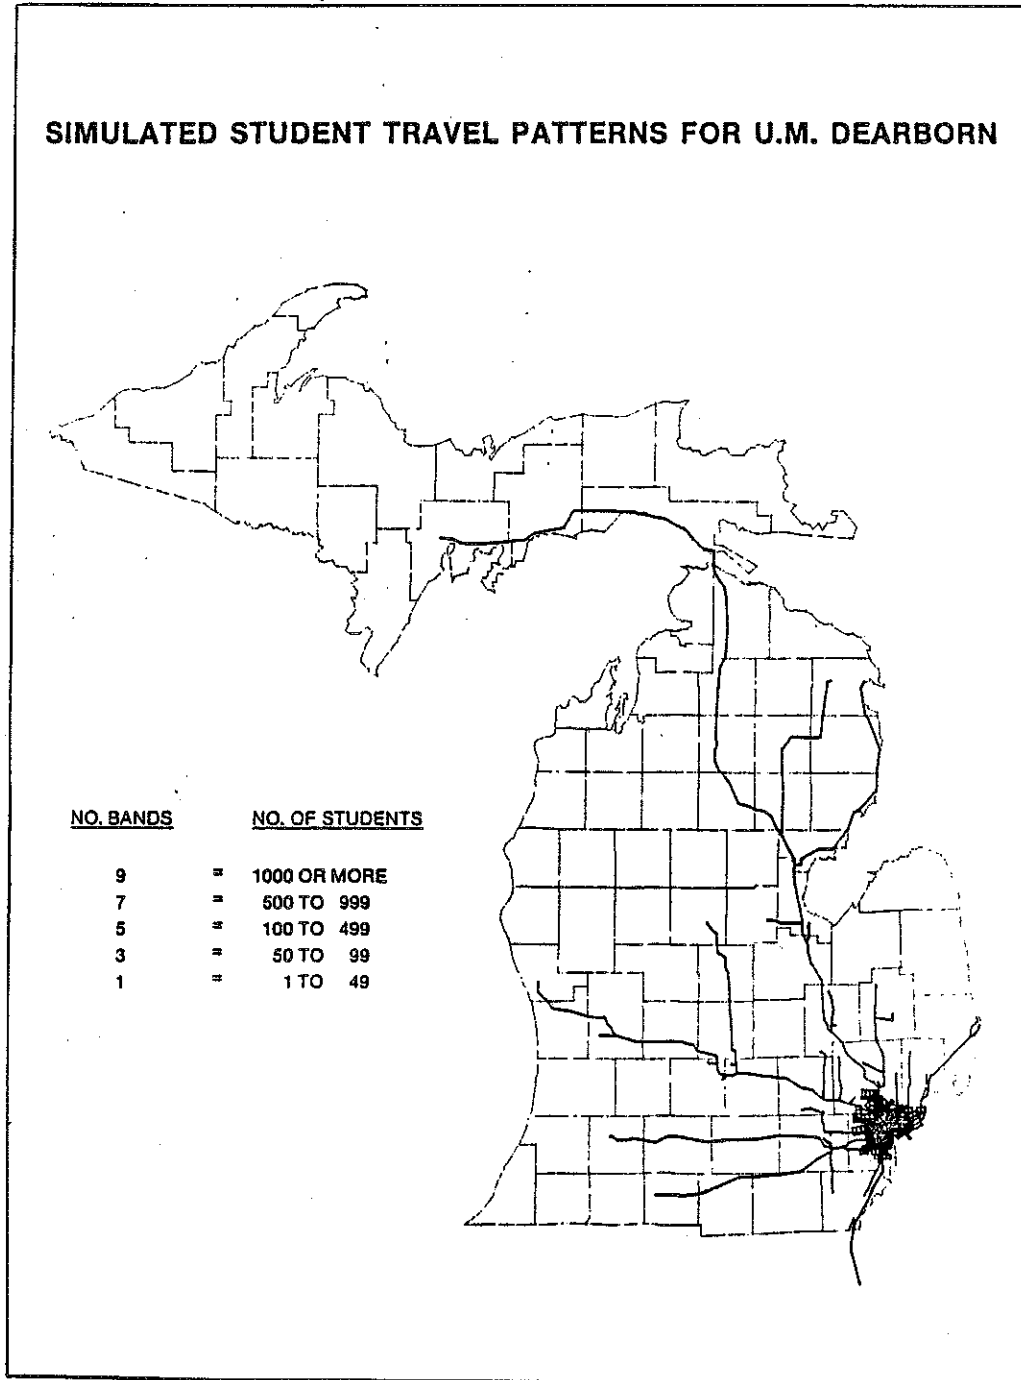 SIMULATED STUDENT TRAVEL PATTERNS FOR U.M. DEARBORN
NO. BANDS NO. OF STUDENTS
9 = 1000 OR MORE
7 = 500 TO 999
5 = 100 TO 499
3 = 50 TO 99
1 = 1 TO 49